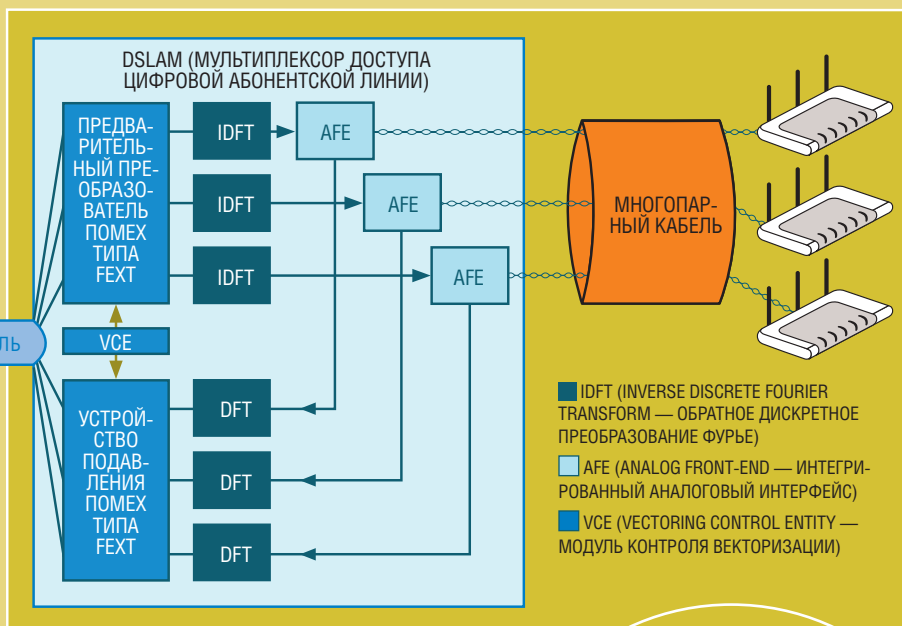 DSLAM (МУЛЬТИПЛЕКСОР ДОСТУПА
ЦИФРОВОЙ АБОНЕНТСКОЙ ЛИНИИ)
ПРЕДВА-
РИТЕЛЬ-
НЫЙ ПРЕ-
ОБРАЗО-
ВАТЕЛЬ
ПОМЕХ
ТИПА
FEXT
IDFT
AFE
IDFT
AFE
IDFT
AFE
МНОГОПАР-
НЫЙ КАБЕЛЬ
ЛЬ
VCE
УСТРОЙ-
СТВО
ПОДАВ-
ЛЕНИЯ
ПОМЕХ
ТИПА
FEXT
DFT
DFT
DFT
IDFT (INVERSE DISCRETE FOURIER
TRANSFORM — ОБРАТНОЕ ДИСКРЕТНОЕ
ПРЕОБРАЗОВАНИЕ ФУРЬЕ)
AFE (ANALOG FRONT-END — ИНТЕГРИ-
РОВАННЫЙ АНАЛОГОВЫЙ ИНТЕРФЕЙС)
VCE (VECTORING CONTROL ENTITY —
МОДУЛЬ КОНТРОЛЯ ВЕКТОРИЗАЦИИ)